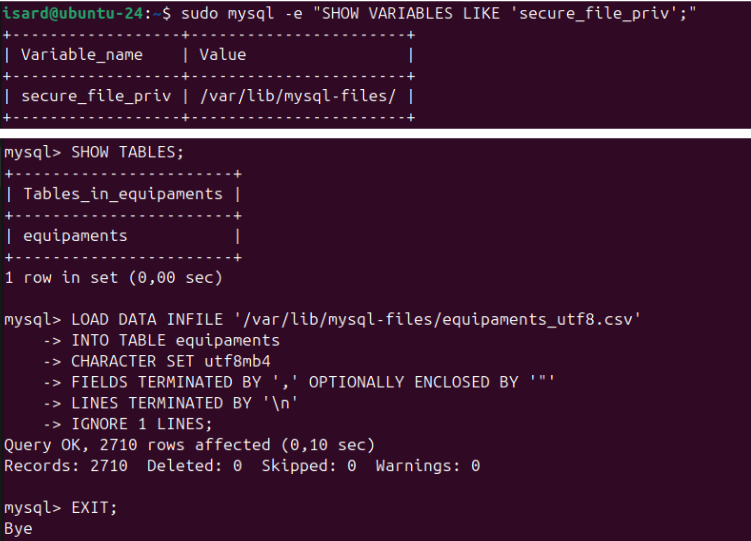 isard@ubuntu-24:~$ sudo mysql -e "SHOW VARIABLES LIKE 'secure_file_priv';"
+------------------+-----------------------+
| Variable_name    | Value                 |
+------------------+-----------------------+
| secure_file_priv | /var/lib/mysql-files/ |
+------------------+-----------------------+
mysql> SHOW TABLES;
+-----------------------+
| Tables_in_equipaments |
+-----------------------+
| equipaments           |
+-----------------------+
1 row in set (0,00 sec)
mysql> LOAD DATA INFILE '/var/lib/mysql-files/equipaments_utf8.csv'
    -> INTO TABLE equipaments
    -> CHARACTER SET utf8mb4
    -> FIELDS TERMINATED BY ',' OPTIONALLY ENCLOSED BY '"'
    -> LINES TERMINATED BY '\n'
    -> IGNORE 1 LINES;
Query OK, 2710 rows affected (0,10 sec)
Records: 2710  Deleted: 0  Skipped: 0  Warnings: 0
mysql> EXIT;
Bye